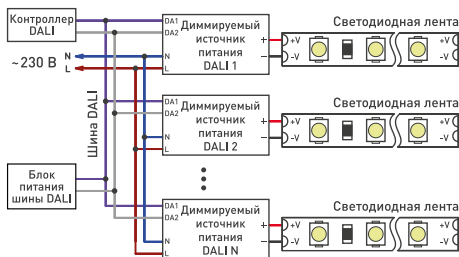 Контроллер
DALI
~230 В
N
L
Шина DALI
Блок
питания
шины DALI
DA1
DA2
N
L
Диммируемый
источник
питания
DALI 1
+
−
Светодиодная лента
+V
-V
DA1
DA2
N
L
Диммируемый
источник
питания
DALI 2
+
−
Светодиодная лента
+V
-V
DA1
DA2
N
L
Диммируемый
источник
питания
DALI N
+
−
Светодиодная лента
+V
-V